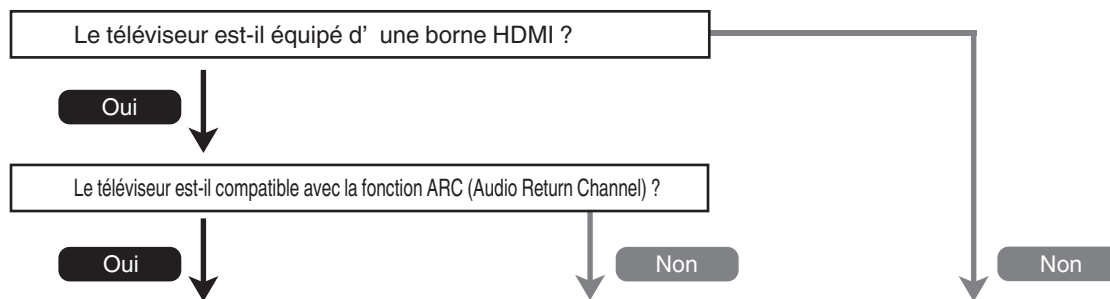 Le téléviseur est-il équipé d’ une borne HDMI ?
Oui
Le téléviseur est-il compatible avec la fonction ARC (Audio Return Channel) ?
Oui
Non
Non